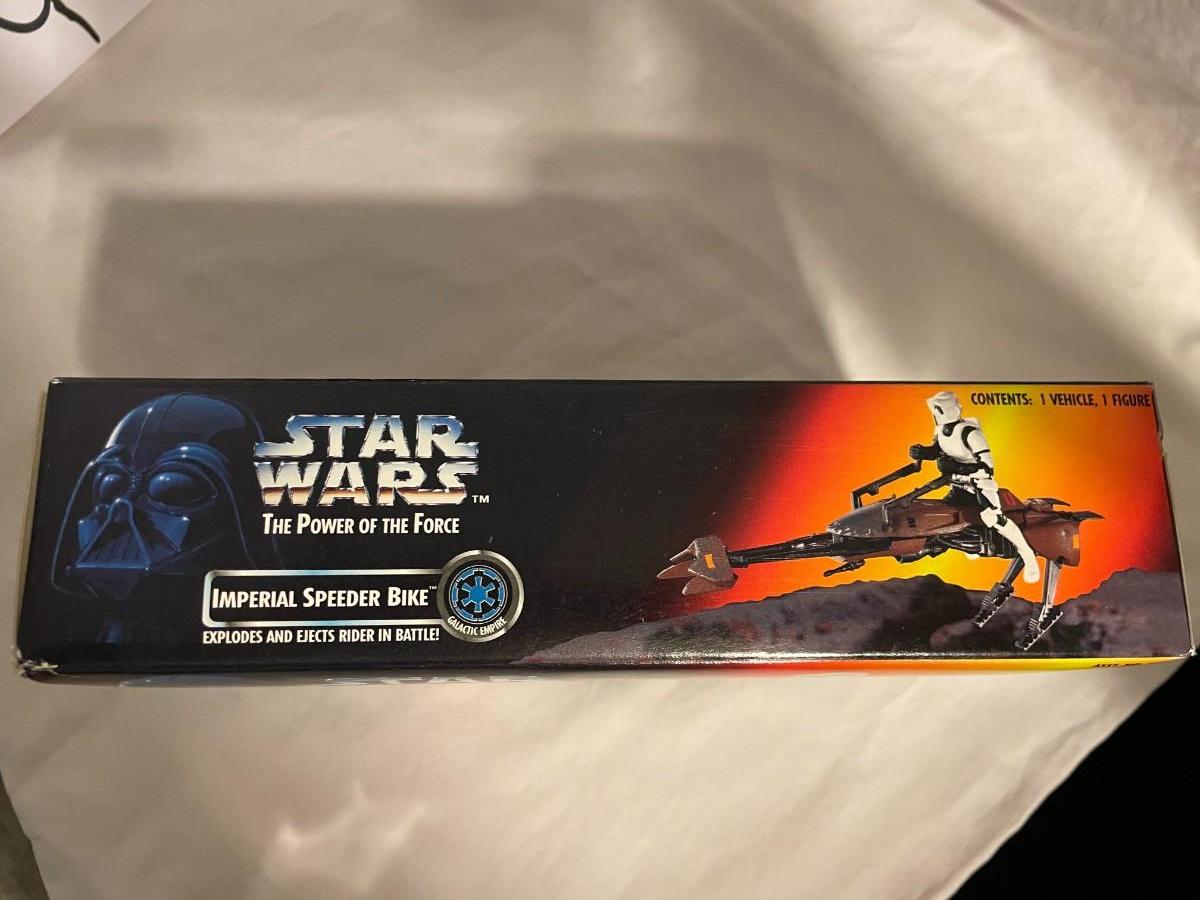 STAR
WARS™
THE POWER OF THE FORCE
IMPERIAL SPEEDER BIKE™
GALACTIC EMPIRE
EXPLODES AND EJECTS RIDER IN BATTLE!
CONTENTS: 1 VEHICLE, 1 FIGURE